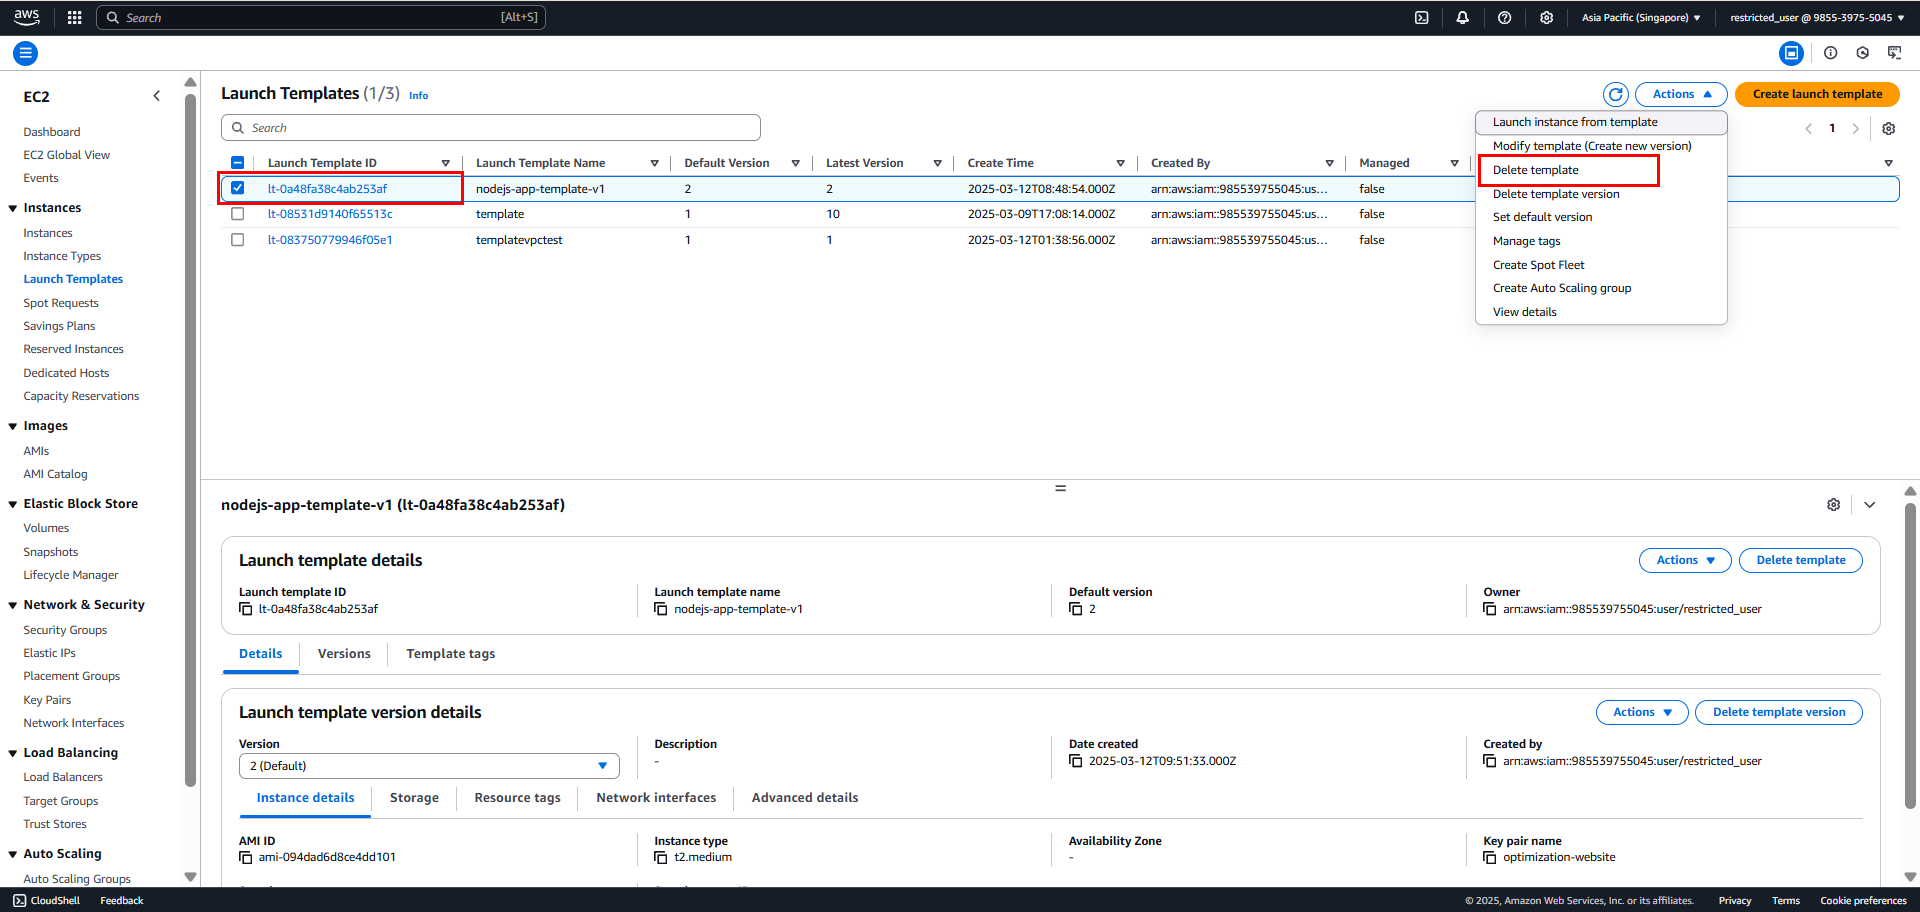 aws Search [Alt+S] Asia Pacific (Singapore) restricted_user @ 9855-3975-5045
EC2
Dashboard
EC2 Global View
Events
Instances
Instances
Instance Types
Launch Templates
Spot Requests
Savings Plans
Reserved Instances
Dedicated Hosts
Capacity Reservations
Images
AMIs
AMI Catalog
Elastic Block Store
Volumes
Snapshots
Lifecycle Manager
Network & Security
Security Groups
Elastic IPs
Placement Groups
Key Pairs
Network Interfaces
Load Balancing
Load Balancers
Target Groups
Trust Stores
Auto Scaling
Auto Scaling Groups
Launch Templates (1/3) Info
Actions Create launch template
Search
1
Launch Template ID Launch Template Name Default Version Latest Version Create Time Created By Managed
lt-0a48fa38c4ab253af nodejs-app-template-v1 2 2 2025-03-12T08:48:54.000Z arn:aws:iam::985539755045:us... false
lt-08531d9140f65513c template 1 10 2025-03-09T17:08:14.000Z arn:aws:iam::985539755045:us... false
lt-083750779946f05e1 templatevpctest 1 1 2025-03-12T01:38:56.000Z arn:aws:iam::985539755045:us... false
Launch instance from template
Modify template (Create new version)
Delete template
Delete template version
Set default version
Manage tags
Create Spot Fleet
Create Auto Scaling group
View details
nodejs-app-template-v1 (lt-0a48fa38c4ab253af)
Launch template details Actions Delete template
Launch template ID Launch template name Default version Owner
lt-0a48fa38c4ab253af nodejs-app-template-v1 2 arn:aws:iam::985539755045:user/restricted_user
Details Versions Template tags
Launch template version details Actions Delete template version
Version Description Date created Created by
2 (Default) - 2025-03-12T09:51:33.000Z arn:aws:iam::985539755045:user/restricted_user
Instance details Storage Resource tags Network interfaces Advanced details
AMI ID Instance type Availability Zone Key pair name
ami-094dad6d8ce4dd101 t2.medium - optimization-website
CloudShell Feedback © 2025, Amazon Web Services, Inc. or its affiliates. Privacy Terms Cookie preferences